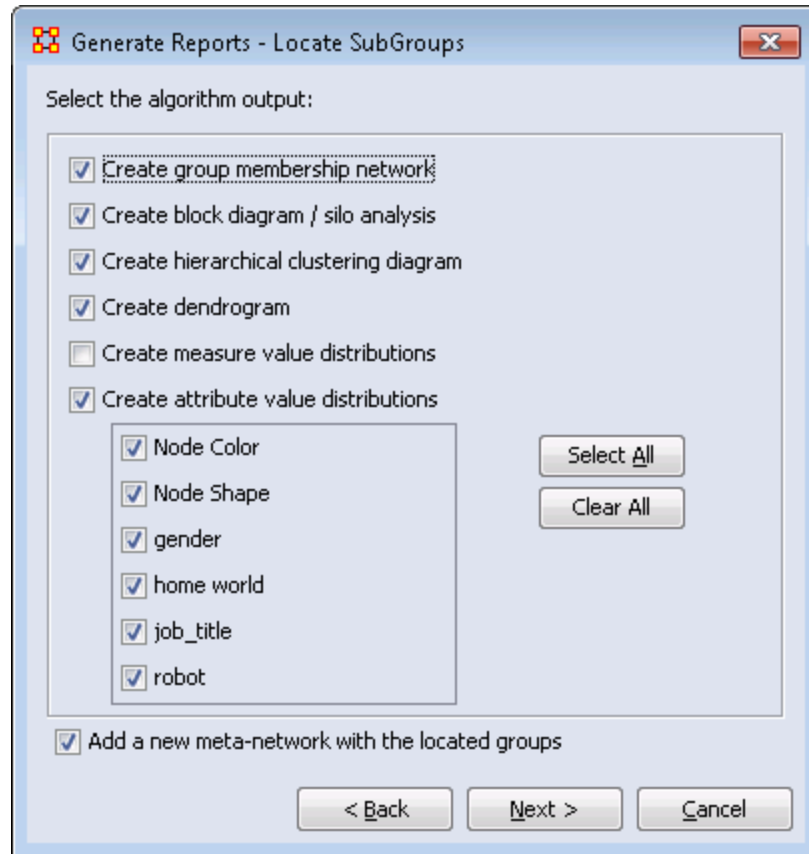 Generate Reports - Locate SubGroups
Select the algorithm output:
Create group membership network
Create block diagram / silo analysis
Create hierarchical clustering diagram
Create dendrogram
Create measure value distributions
Create attribute value distributions
Node Color
Node Shape
gender
home world
job_title
robot
Select All
Clear All
Add a new meta-network with the located groups
< Back
Next >
Cancel